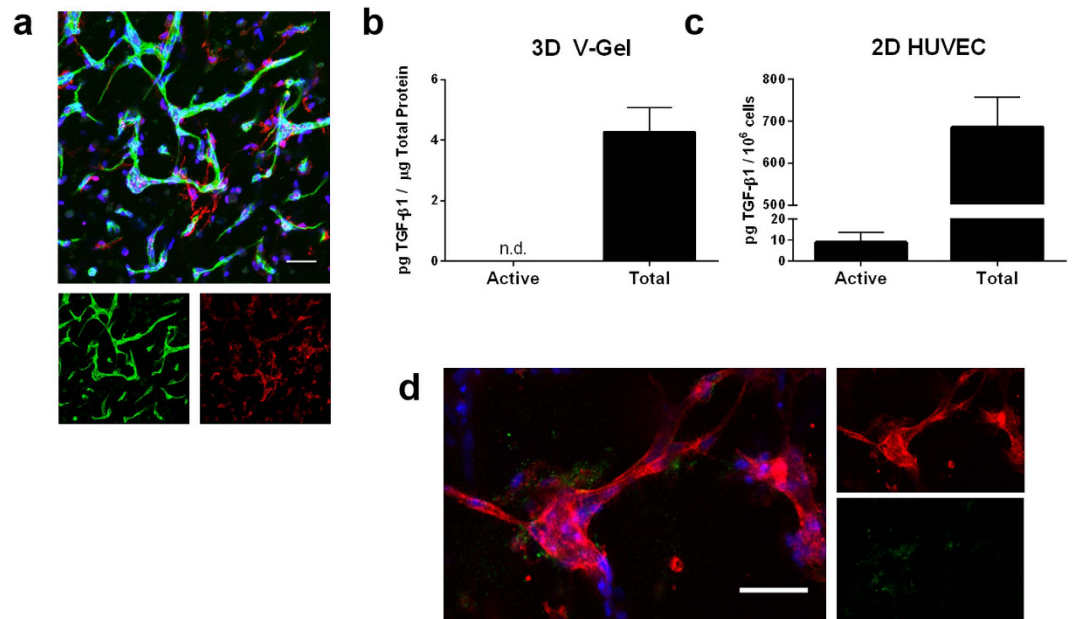 a
b
3D V-Gel
pg TGF-β1 / µg Total Protein
6
4
2
0
n.d.
Active
Total
c
2D HUVEC
pg TGF-β1 / 10⁶ cells
800
700
600
500
20
10
0
Active
Total
d